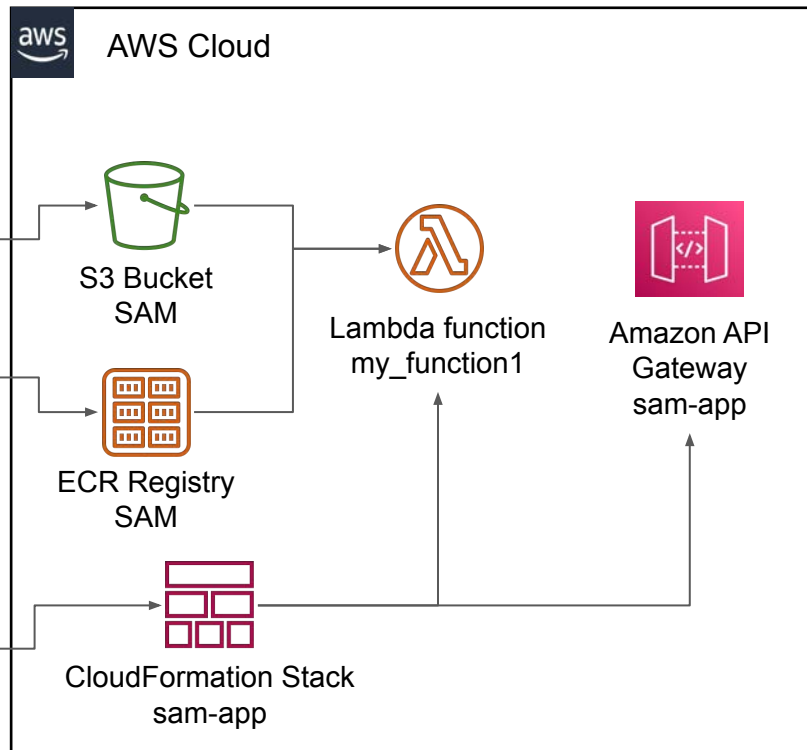 aws
AWS Cloud
S3 Bucket
SAM
Lambda function
my_function1
</>
Amazon API
Gateway
sam-app
ECR Registry
SAM
CloudFormation Stack
sam-app